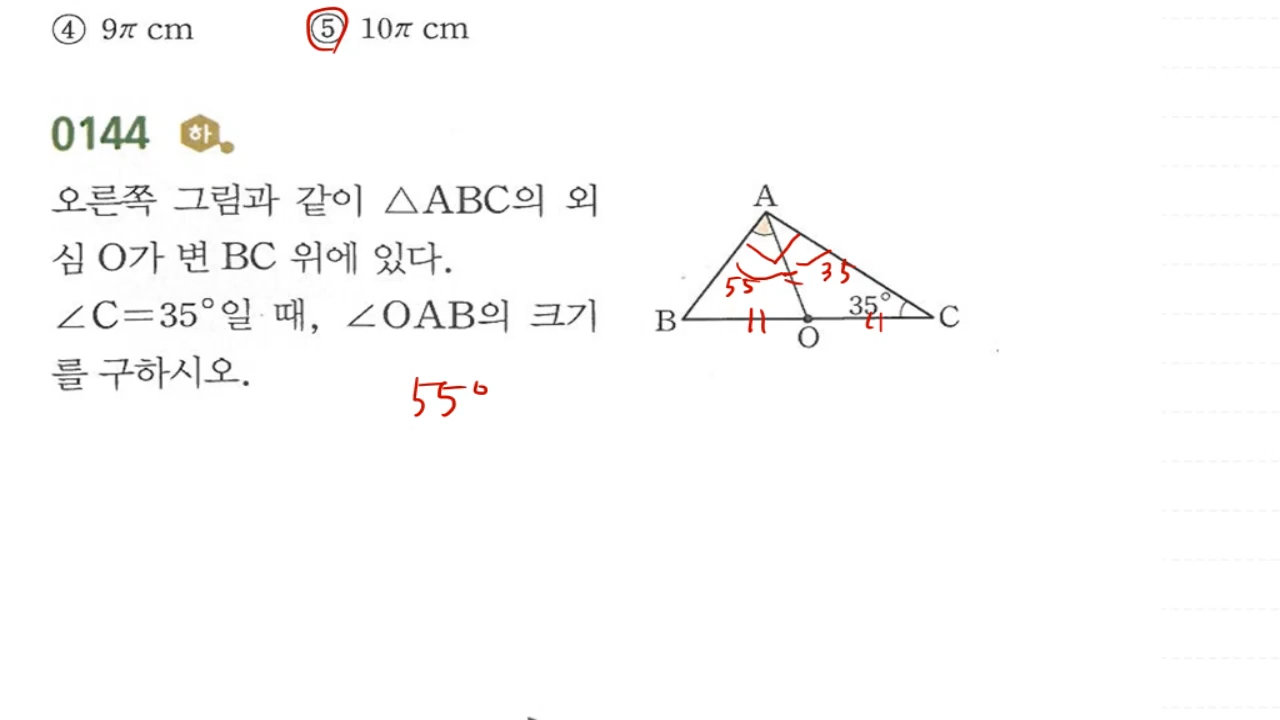 ④ 9π cm ⑤ 10π cm
0144 하
오른쪽 그림과 같이 △ABC의 외
심 O가 변 BC 위에 있다.
∠C=35°일 때, ∠OAB의 크기
를 구하시오.
55°
A
55 35
35°
B O C